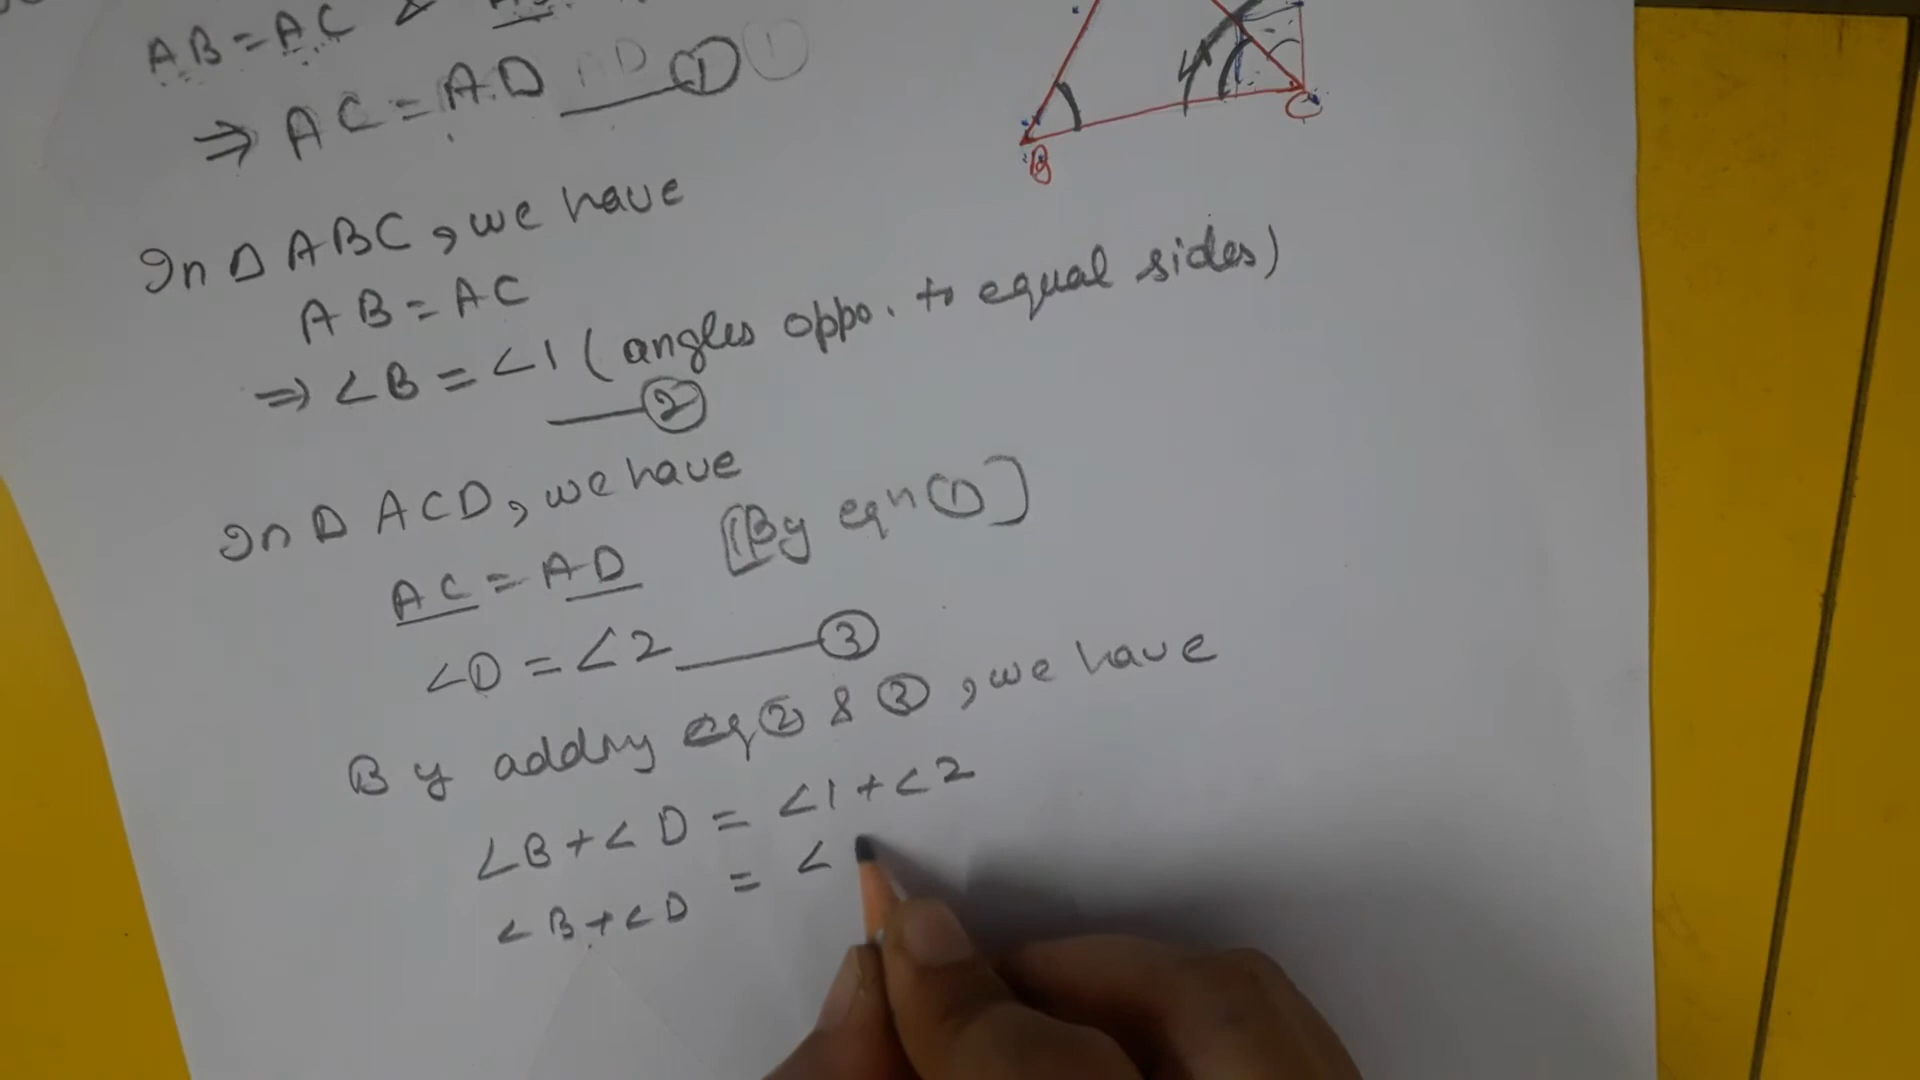 AB = AC &
⇒ AC = AD ——①
B
C
In Δ ABC, we have
AB = AC
⇒ ∠B = ∠1 (angles oppo. to equal sides)
——②
In Δ ACD, we have
AC = AD [By eqn ①]
∠D = ∠2 ——③
By adding eq ② & ③, we have
∠B + ∠D = ∠1 + ∠2
∠B + ∠D = ∠